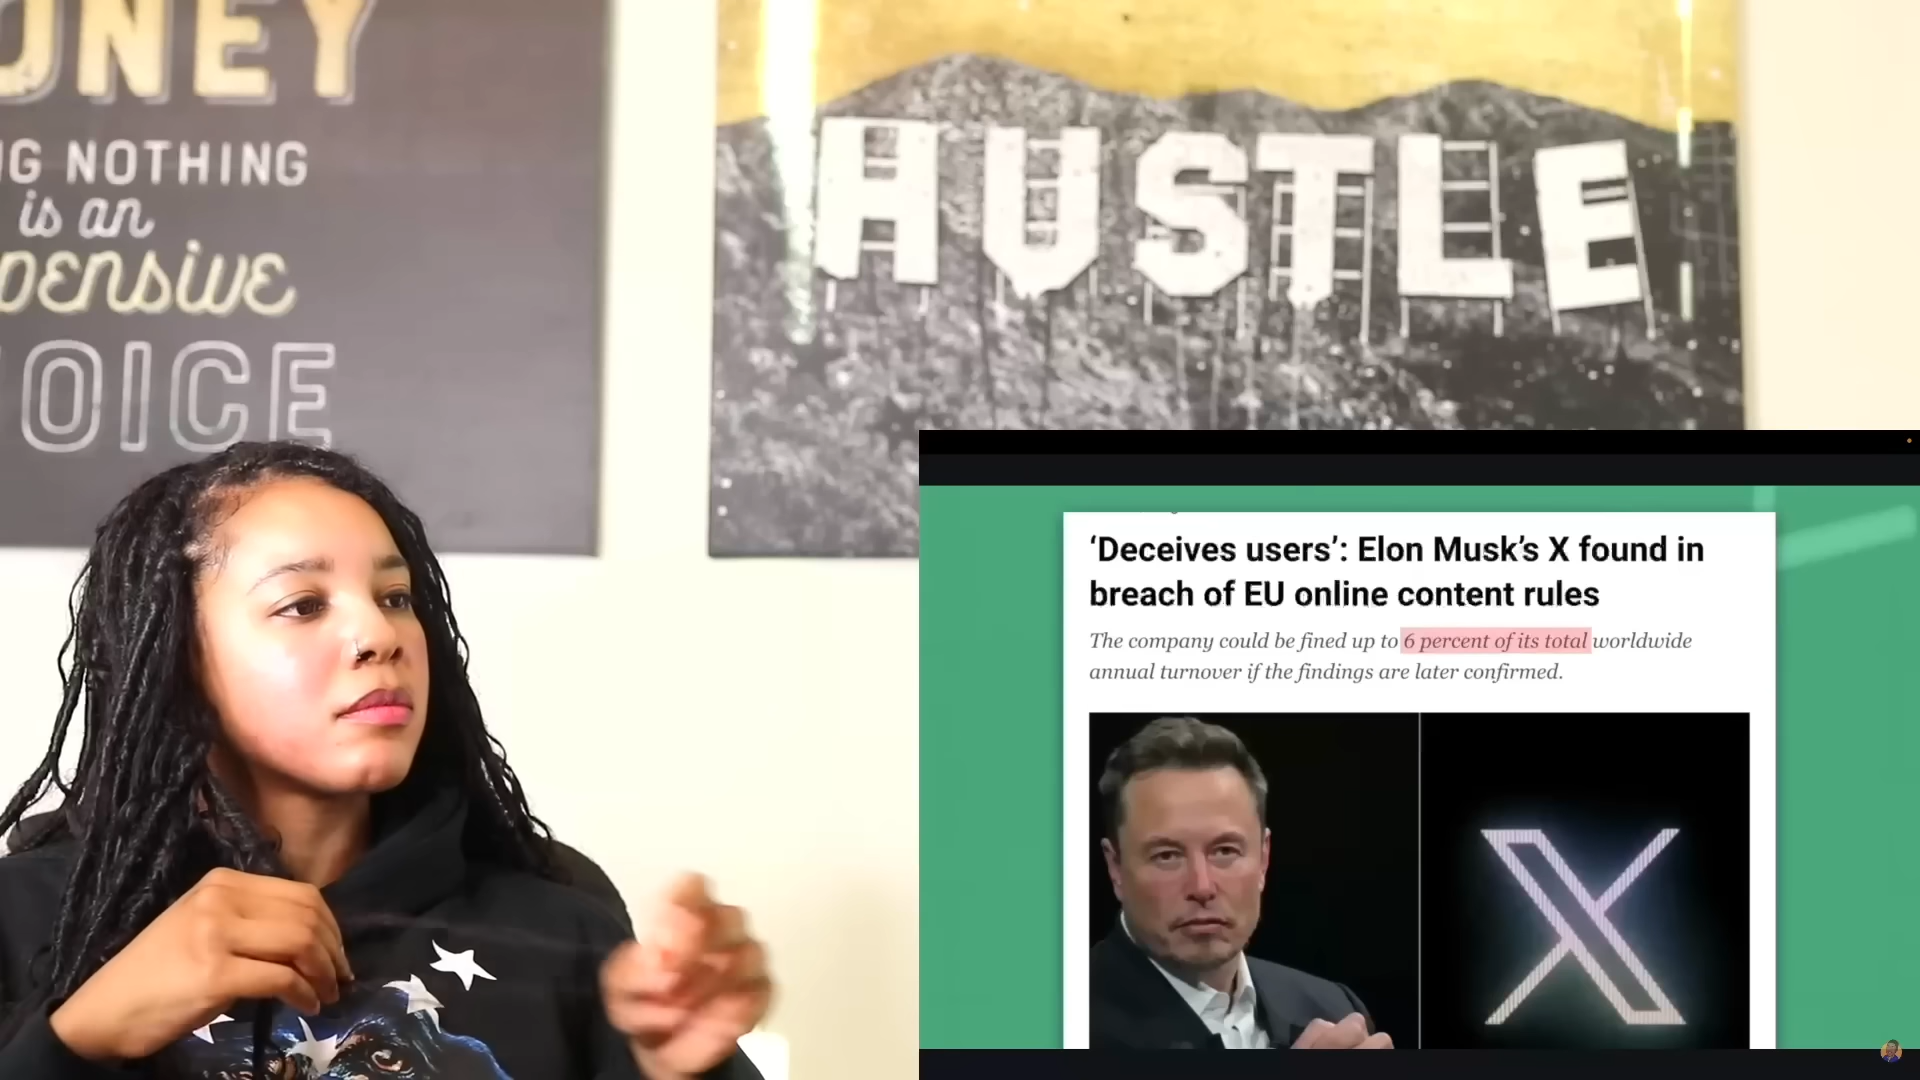 ONEY
NG NOTHING
is an
pensive
OICE
HUSTLE
‘Deceives users’: Elon Musk’s X found in
breach of EU online content rules
The company could be fined up to 6 percent of its total worldwide
annual turnover if the findings are later confirmed.
X